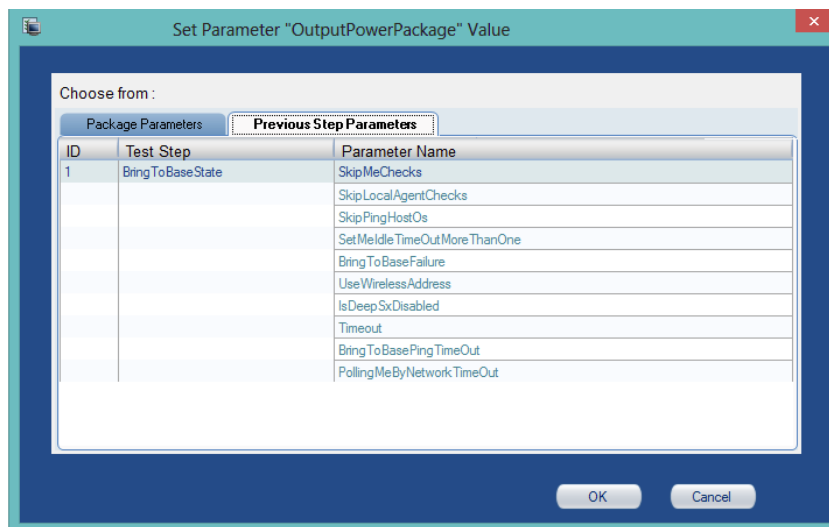 Set Parameter "OutputPowerPackage" Value
Choose from :
Package Parameters Previous Step Parameters
ID Test Step Parameter Name
1 BringToBaseState SkipMeChecks
SkipLocalAgentChecks
SkipPingHostOs
SetMeIdleTimeOutMoreThanOne
BringToBaseFailure
UseWirelessAddress
IsDeepSxDisabled
Timeout
BringToBasePingTimeOut
PollingMeByNetworkTimeOut
OK Cancel